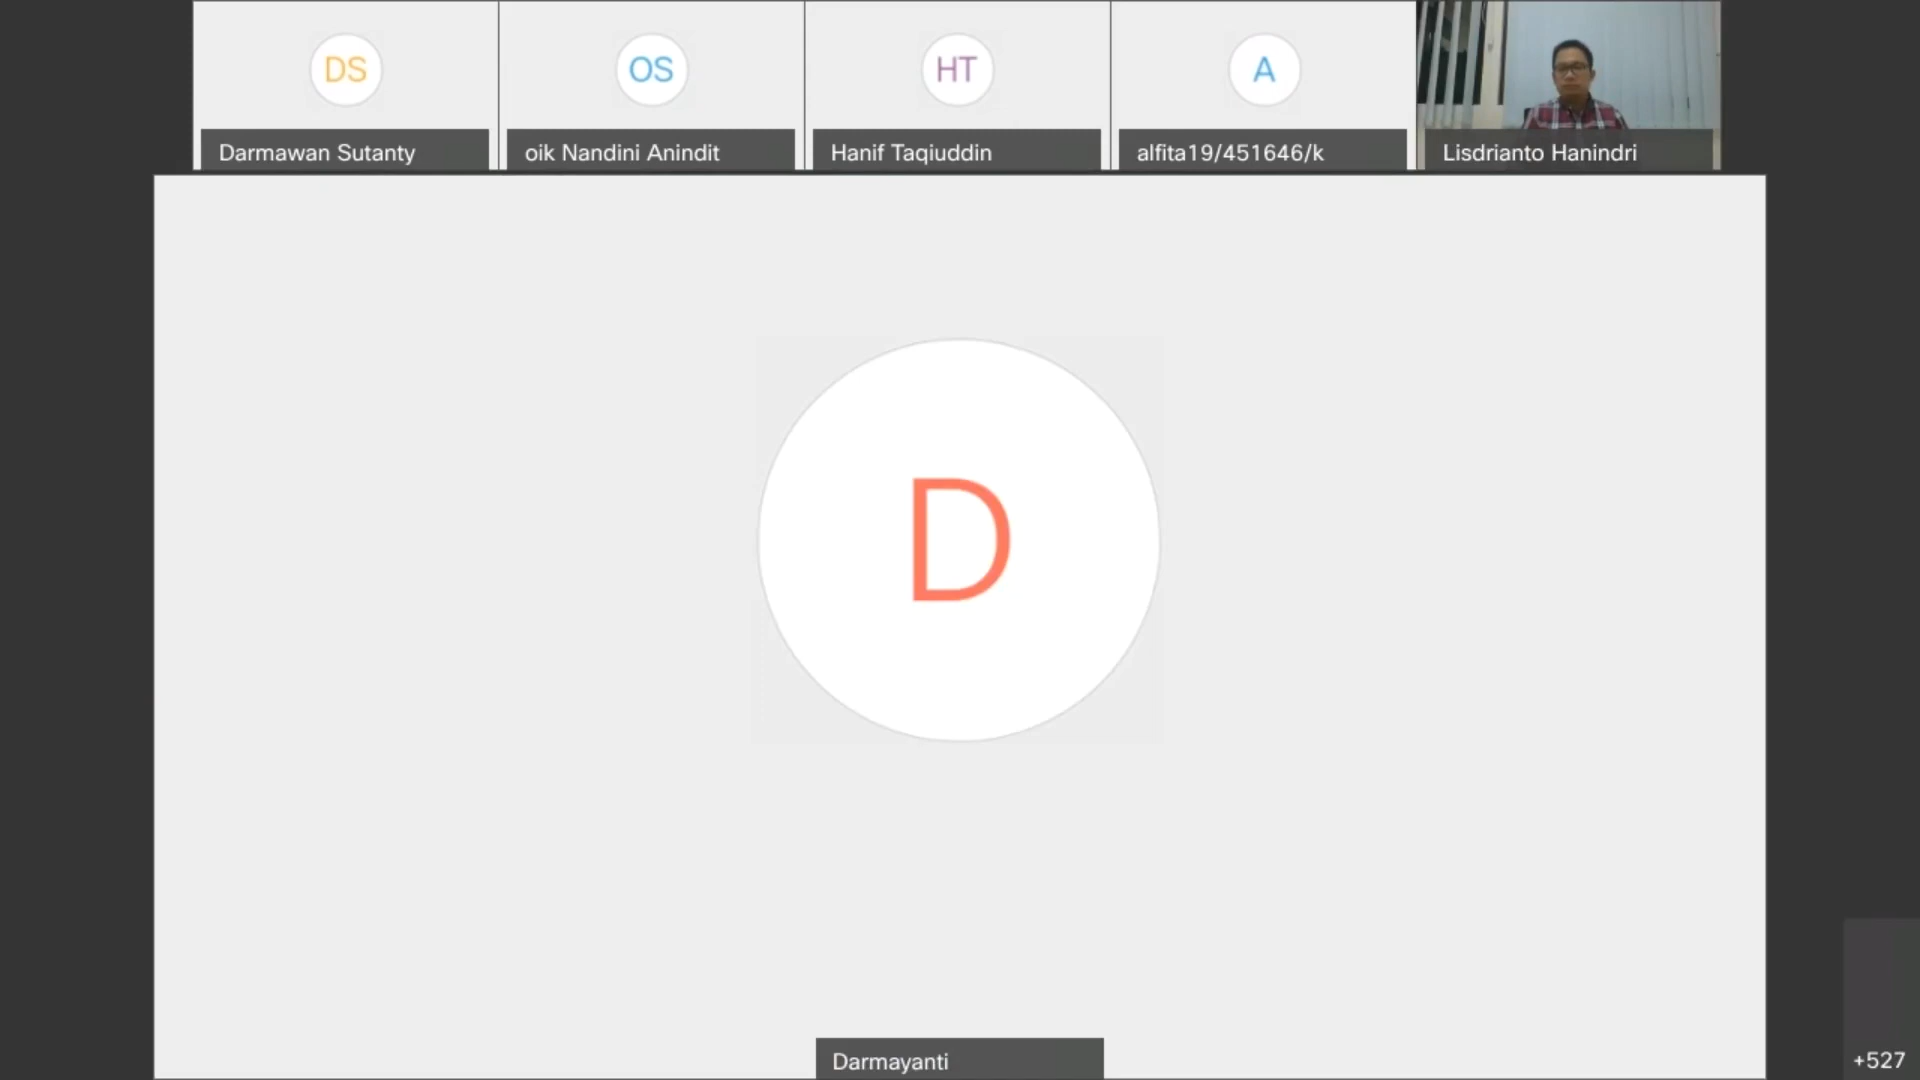 DS
OS
HT
A
Darmawan Sutanty
oik Nandini Anindit
Hanif Taqiuddin
alfita19/451646/k
Lisdrianto Hanindri
D
Darmayanti
+527